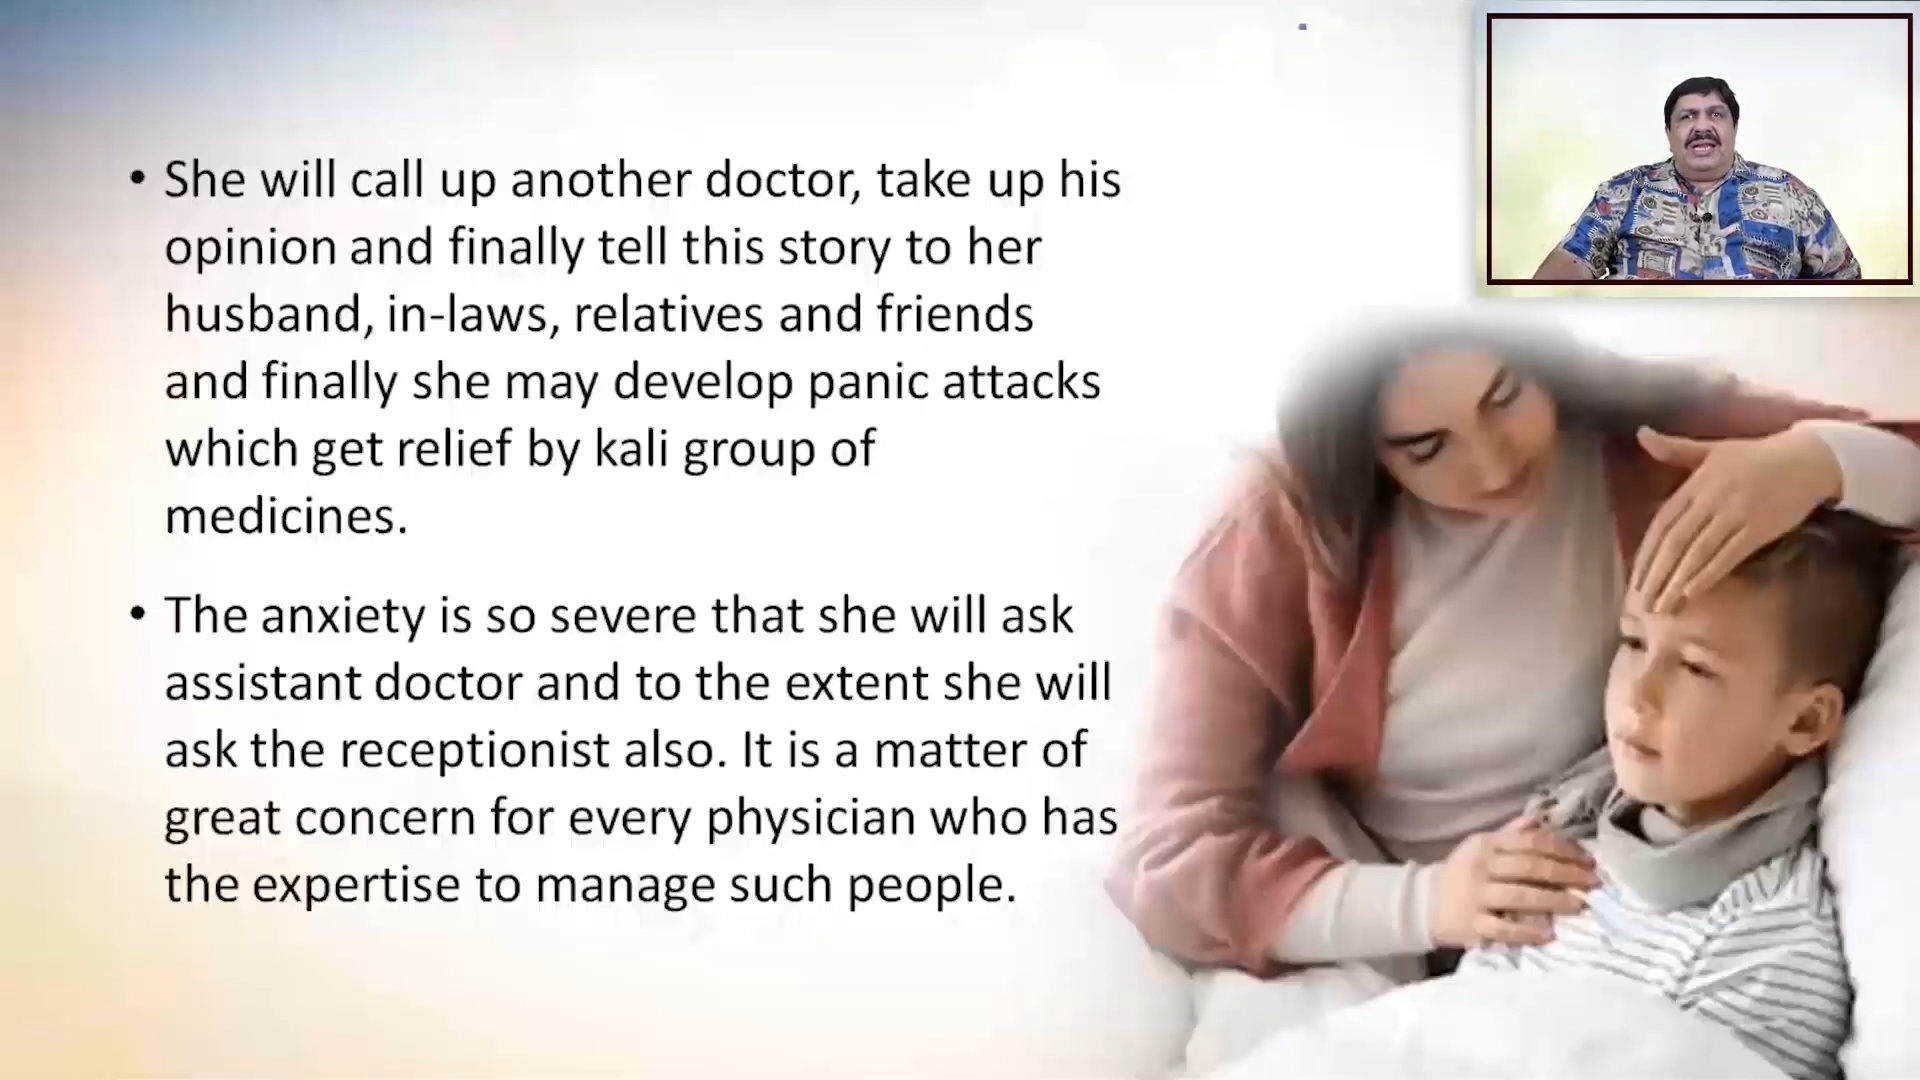 • She will call up another doctor, take up his
opinion and finally tell this story to her
husband, in-laws, relatives and friends
and finally she may develop panic attacks
which get relief by kali group of
medicines.
• The anxiety is so severe that she will ask
assistant doctor and to the extent she will
ask the receptionist also. It is a matter of
great concern for every physician who has
the expertise to manage such people.